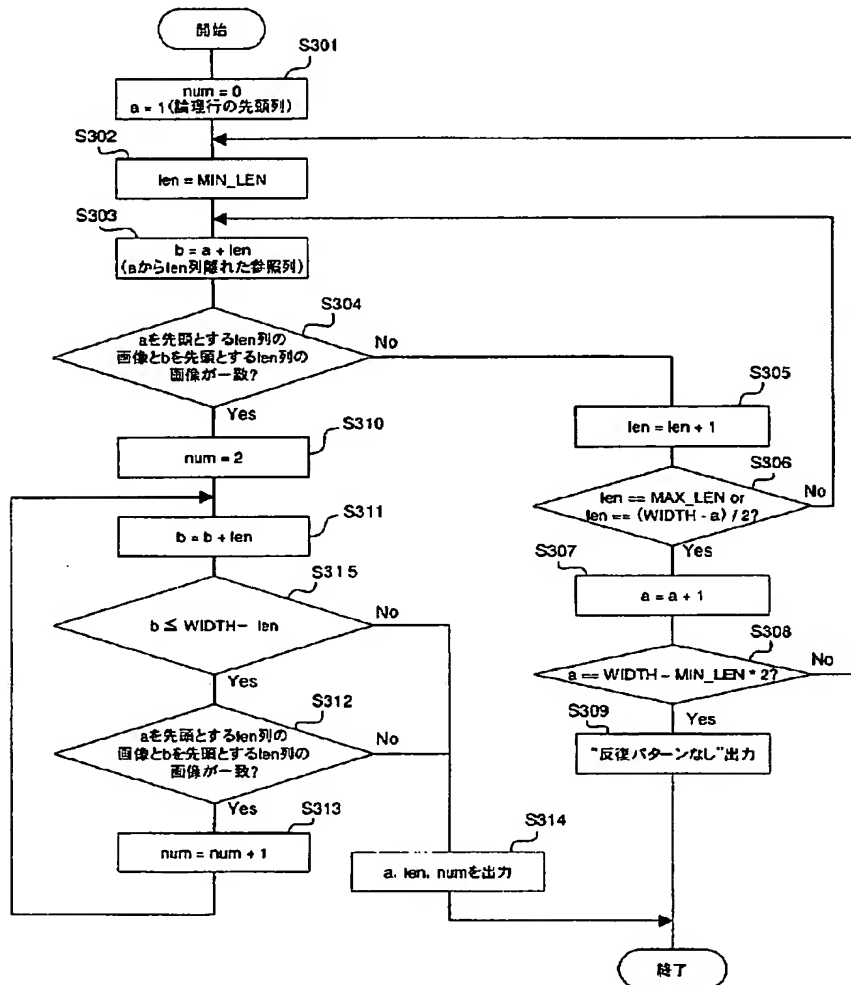 開始
S301
num = 0
a = 1(論理行の先頭列)
S302
len = MIN_LEN
S303
b = a + len
(aからlen列離れた参照列)
S304
aを先頭とするlen列の
画像とbを先頭とするlen列の
画像が一致?
No
Yes
S305
len = len + 1
S306
len == MAX_LEN or
len == (WIDTH - a) / 2?
No
Yes
S307
a = a + 1
S308
a == WIDTH - MIN_LEN * 2?
No
Yes
S309
"反復パターンなし"出力
S310
num = 2
S311
b = b + len
S315
b ≦ WIDTH - len
No
Yes
S312
aを先頭とするlen列の
画像とbを先頭とするlen列の
画像が一致?
No
Yes
S313
num = num + 1
S314
a, len, numを出力
終了